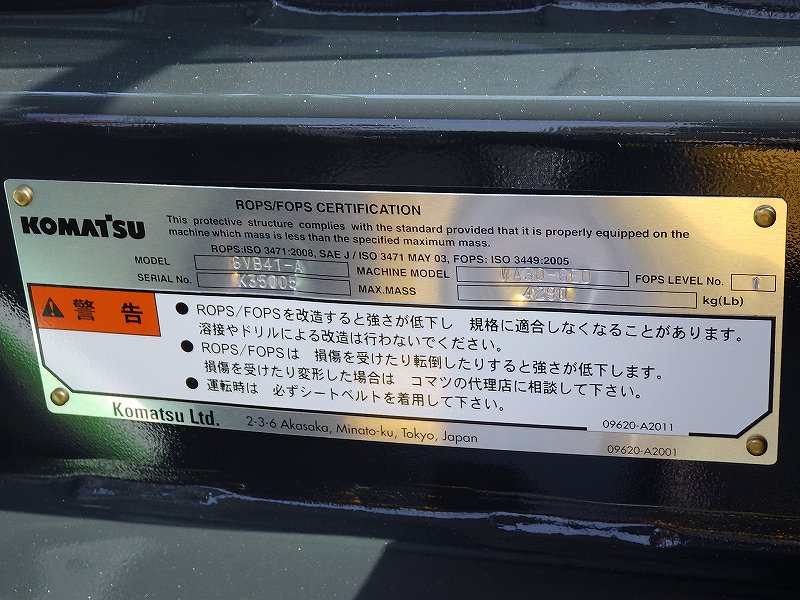 KOMATSU
ROPS/FOPS CERTIFICATION
This protective structure complies with the standard provided that it is properly equipped on the
machine which mass is less than the specified maximum mass.
ROPS:ISO 3471:2008, SAE J / ISO 3471 MAY 03, FOPS: ISO 3449:2005
MODEL MACHINE MODEL FOPS LEVEL No. 1
SERIAL No. K35005 MAX.MASS 4290 kg(Lb)
警告
● ROPS/FOPSを改造すると強さが低下し 規格に適合しなくなることがあります。
溶接やドリルによる改造は行わないでください。
● ROPS/FOPSは 損傷を受けたり転倒したりすると強さが低下します。
損傷を受けたり変形した場合は コマツの代理店に相談して下さい。
● 運転時は 必ずシートベルトを着用して下さい。
09620-A2011
Komatsu Ltd. 2-3-6 Akasaka, Minato-ku, Tokyo, Japan
09620-A2001